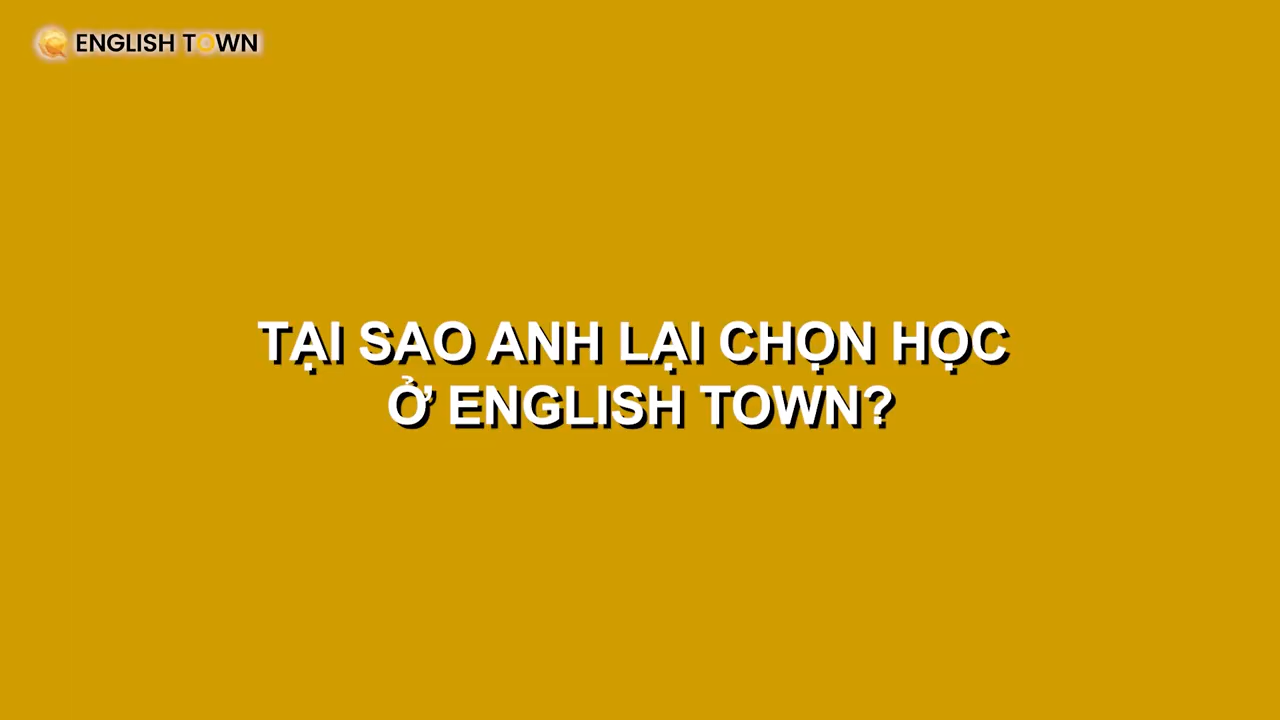 ENGLISH TOWN
TẠI SAO ANH LẠI CHỌN HỌC
Ở ENGLISH TOWN?